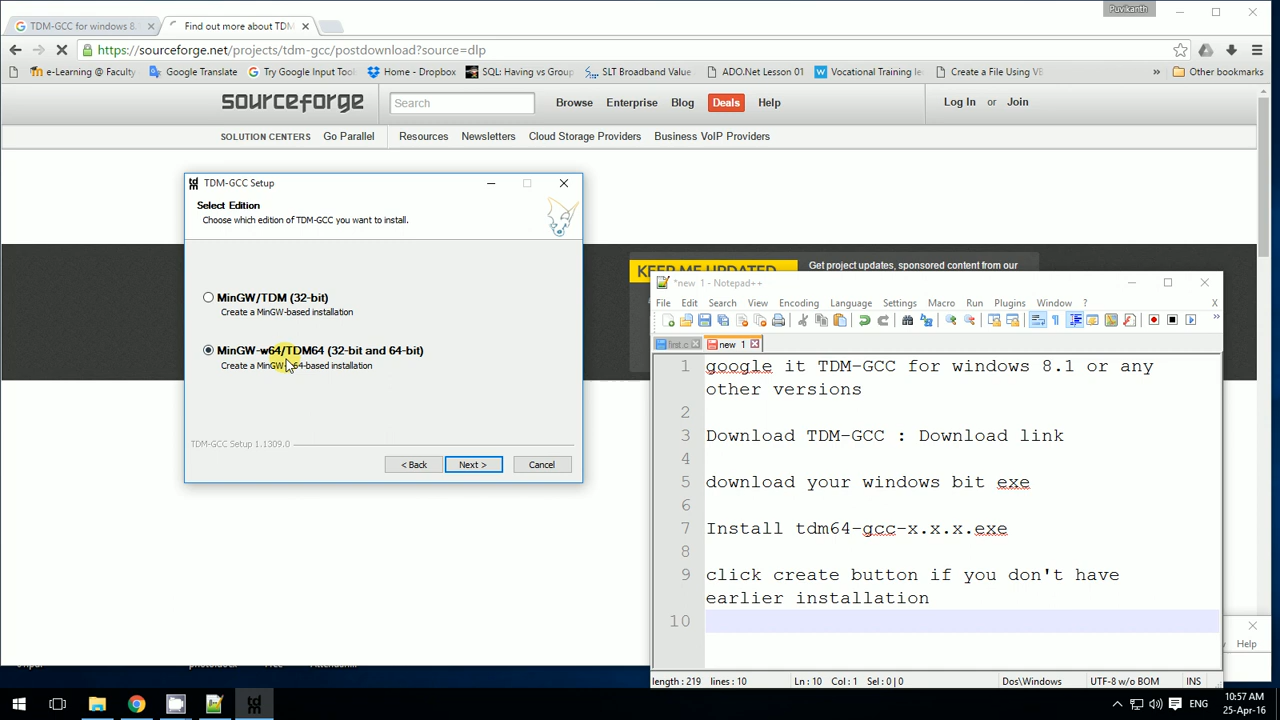 Puvikanth
TDM-GCC for windows 8.
Find out more about TDM
https://sourceforge.net/projects/tdm-gcc/postdownload?source=dlp
e-Learning @ Faculty
Google Translate
Try Google Input Tool
Home - Dropbox
SQL: Having vs Group
SLT Broadband Value
ADO.Net Lesson 01
Vocational Training le
Create a File Using VB
» Other bookmarks
sourceforge
Search
Browse Enterprise Blog Deals Help
Log In or Join
SOLUTION CENTERS Go Parallel Resources Newsletters Cloud Storage Providers Business VoIP Providers
TDM-GCC Setup
Select Edition
Choose which edition of TDM-GCC you want to install.
MinGW/TDM (32-bit)
Create a MinGW-based installation
MinGW-w64/TDM64 (32-bit and 64-bit)
Create a MinGW 64-based installation
TDM-GCC Setup 1.1309.0
< Back Next > Cancel
KEEP ME UPDATED
Get project updates, sponsored content from our
*new 1 - Notepad++
File Edit Search View Encoding Language Settings Macro Run Plugins Window ? X
first c new 1
1 google it TDM-GCC for windows 8.1 or any
other versions
2
3 Download TDM-GCC : Download link
4
5 download your windows bit exe
6
7 Install tdm64-gcc-x.x.x.exe
8
9 click create button if you don't have
earlier installation
10
Help
length : 219 lines : 10 Ln : 10 Col : 1 Sel : 0 | 0 Dos\Windows UTF-8 w/o BOM INS
ENG
10:57 AM
25-Apr-16